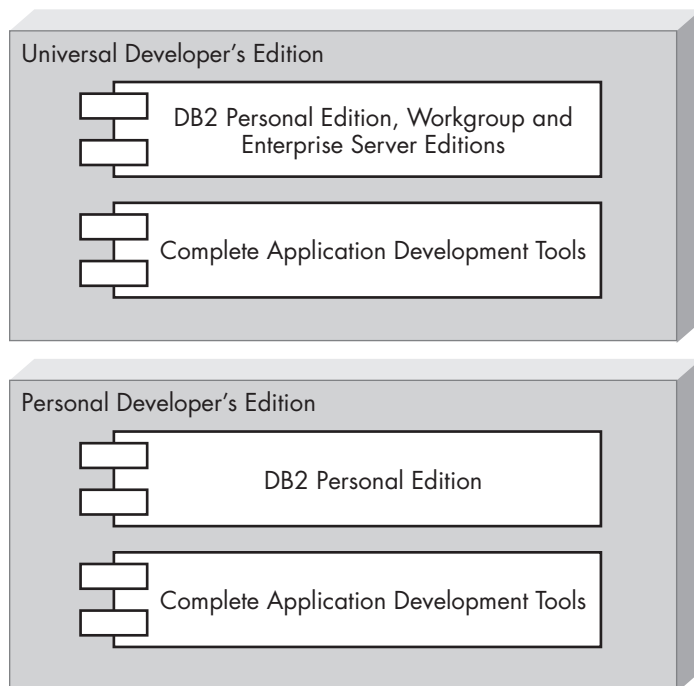 Universal Developer’s Edition
DB2 Personal Edition, Workgroup and
Enterprise Server Editions
Complete Application Development Tools
Personal Developer’s Edition
DB2 Personal Edition
Complete Application Development Tools